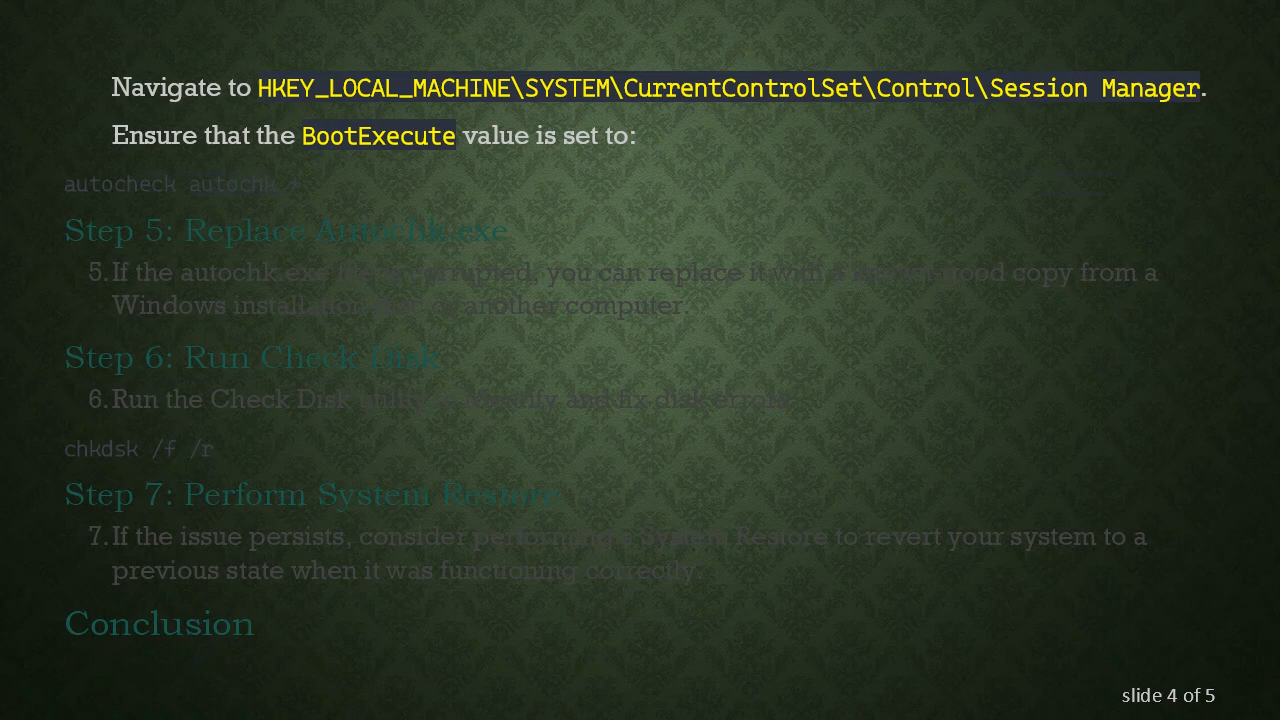 Navigate to HKEY_LOCAL_MACHINE\SYSTEM\CurrentControlSet\Control\Session Manager.
Ensure that the BootExecute value is set to:
autocheck autochk *
Step 5: Replace Autochk.exe
5. If the autochk.exe file is corrupted, you can replace it with a known good copy from a
Windows installation disc or another computer.
Step 6: Run Check Disk
6. Run the Check Disk utility to identify and fix disk errors:
chkdsk /f /r
Step 7: Perform System Restore
7. If the issue persists, consider performing a System Restore to revert your system to a
previous state when it was functioning correctly.
Conclusion
slide 4 of 5